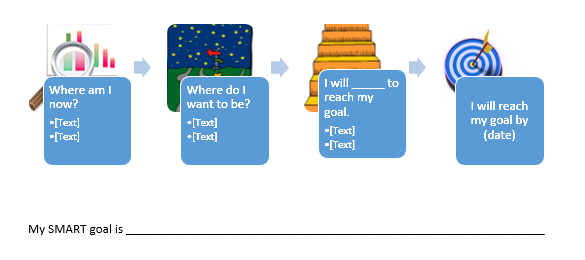 Where am I
now?
•[Text]
•[Text]
Where do I
want to be?
•[Text]
•[Text]
I will _____ to
reach my
goal.
•[Text]
•[Text]
I will reach
my goal by
(date)
My SMART goal is _______________________________________________________________